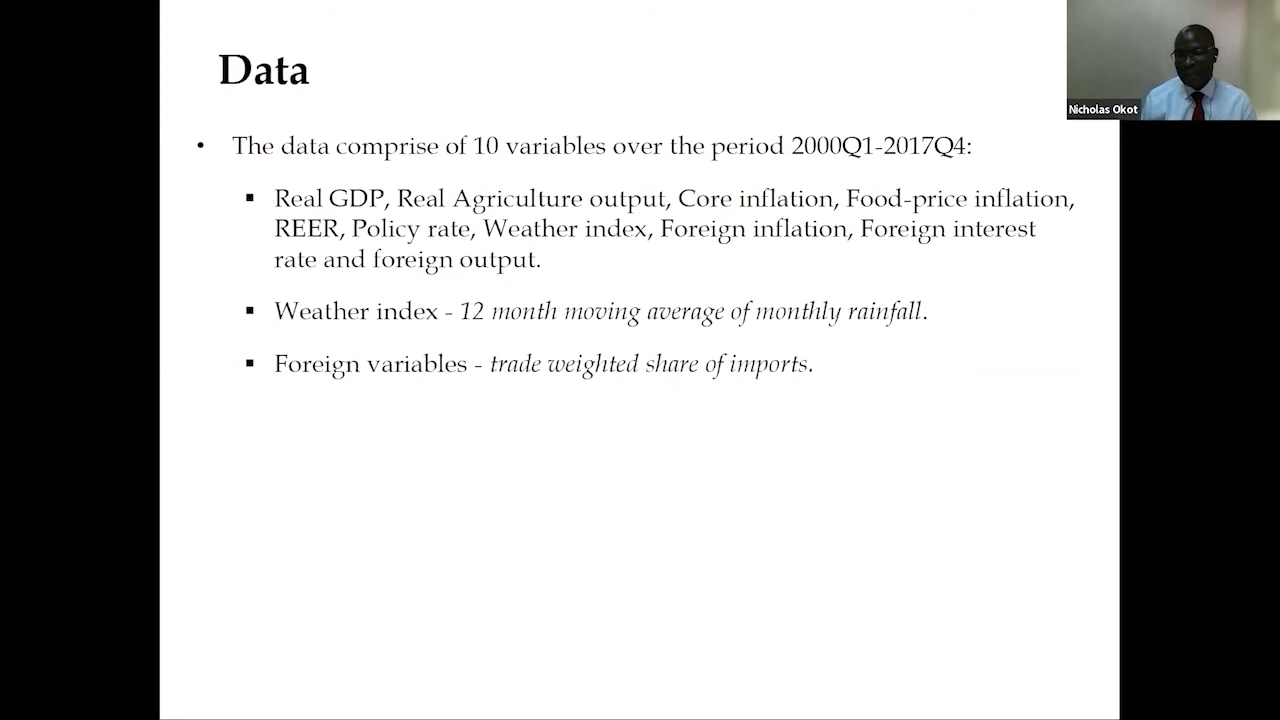 Data
• The data comprise of 10 variables over the period 2000Q1-2017Q4:
▪ Real GDP, Real Agriculture output, Core inflation, Food-price inflation,
REER, Policy rate, Weather index, Foreign inflation, Foreign interest
rate and foreign output.
▪ Weather index - 12 month moving average of monthly rainfall.
▪ Foreign variables - trade weighted share of imports.
Nicholas Okot